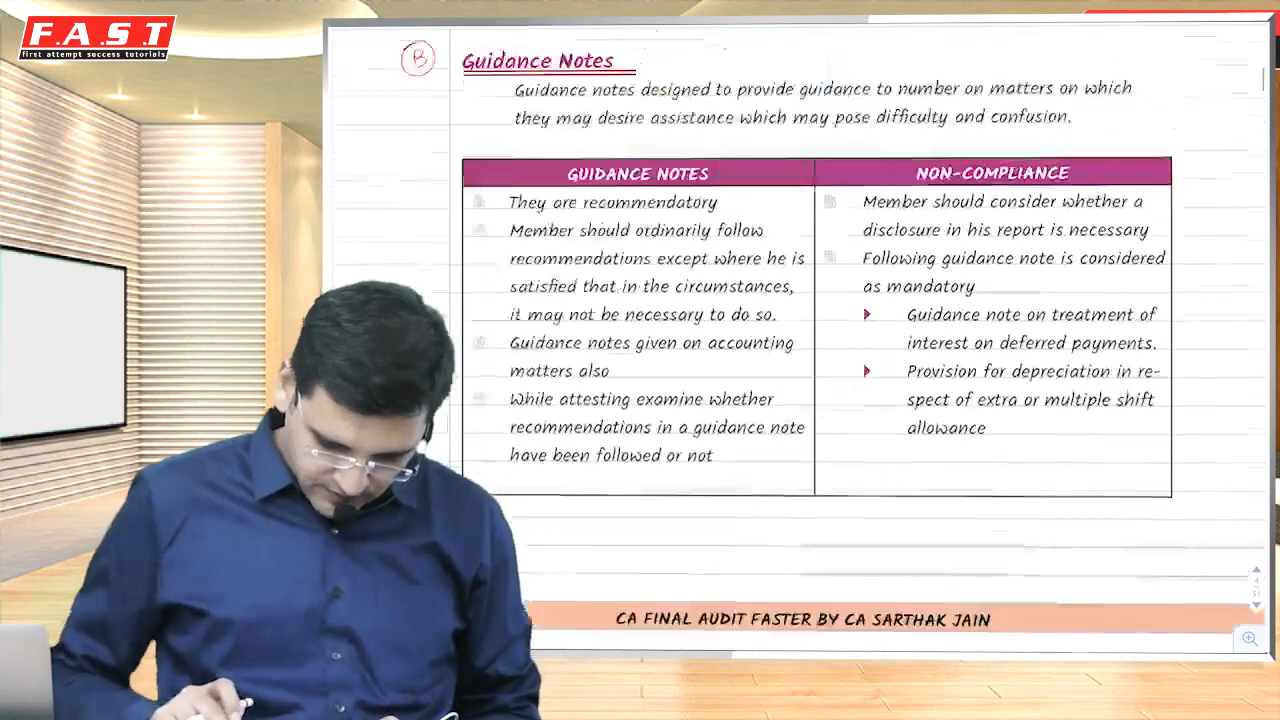 F.A.S.T
first attempt success tutorials
B
Guidance Notes
Guidance notes designed to provide guidance to number on matters on which
they may desire assistance which may pose difficulty and confusion.
GUIDANCE NOTES
They are recommendatory
Member should ordinarily follow
recommendations except where he is
satisfied that in the circumstances,
it may not be necessary to do so.
Guidance notes given on accounting
matters also
While attesting examine whether
recommendations in a guidance note
have been followed or not
NON-COMPLIANCE
Member should consider whether a
disclosure in his report is necessary
Following guidance note is considered
as mandatory
Guidance note on treatment of
interest on deferred payments.
Provision for depreciation in re-
spect of extra or multiple shift
allowance
4
51
CA FINAL AUDIT FASTER BY CA SARTHAK JAIN